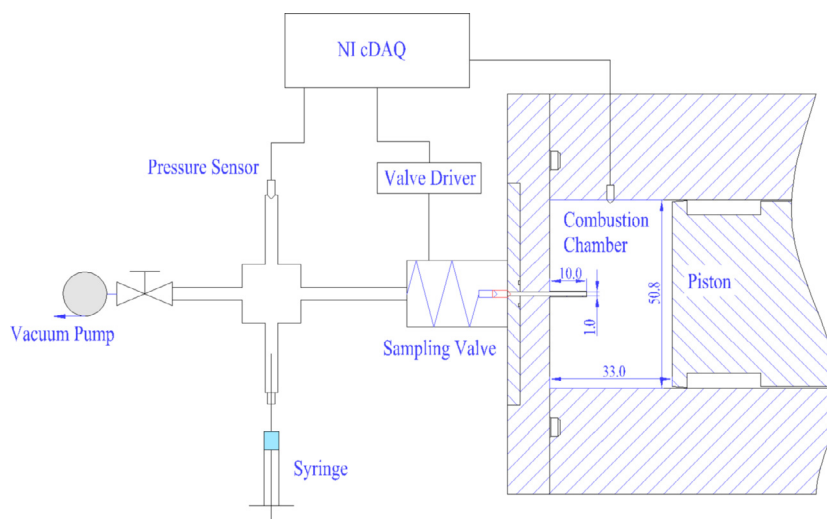 NI cDAQ
Pressure Sensor
Valve Driver
Combustion
Chamber
10.0
Piston
50.8
1.0
Vacuum Pump
Sampling Valve
33.0
Syringe